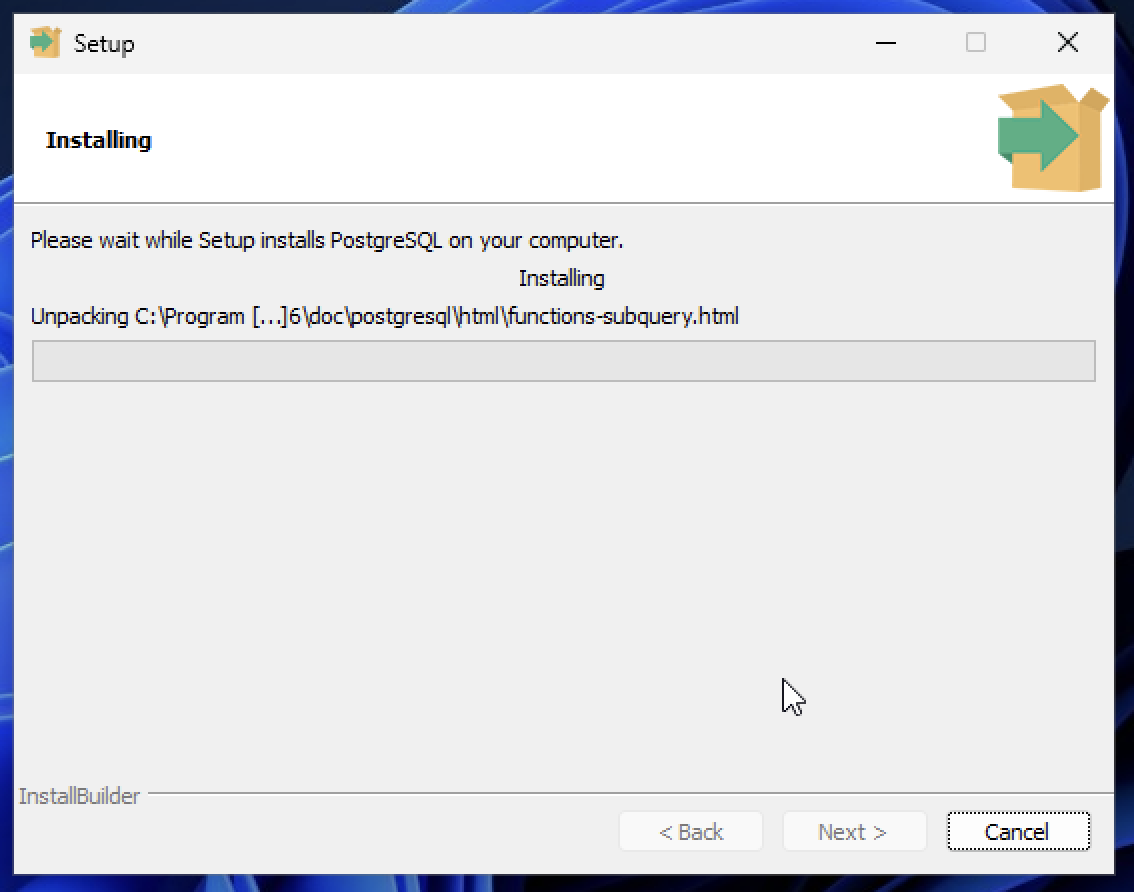 Setup
Installing
Please wait while Setup installs PostgreSQL on your computer.
Installing
Unpacking C:\Program [...]6\doc\postgresql\html\functions-subquery.html
InstallBuilder
< Back
Next >
Cancel